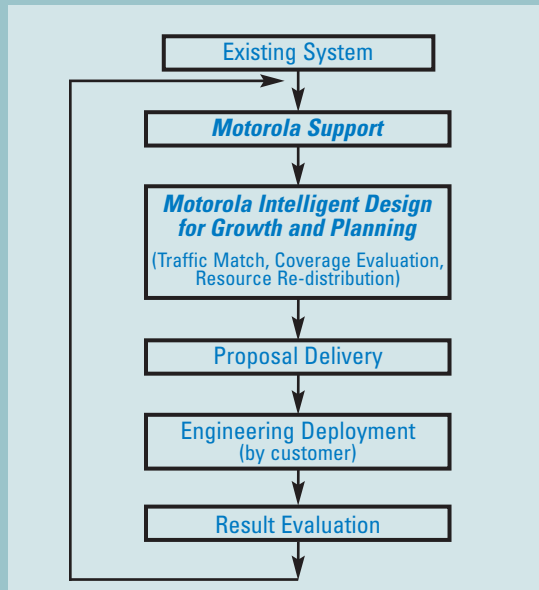 Existing System
Motorola Support
Motorola Intelligent Design
for Growth and Planning
(Traffic Match, Coverage Evaluation,
Resource Re-distribution)
Proposal Delivery
Engineering Deployment
(by customer)
Result Evaluation